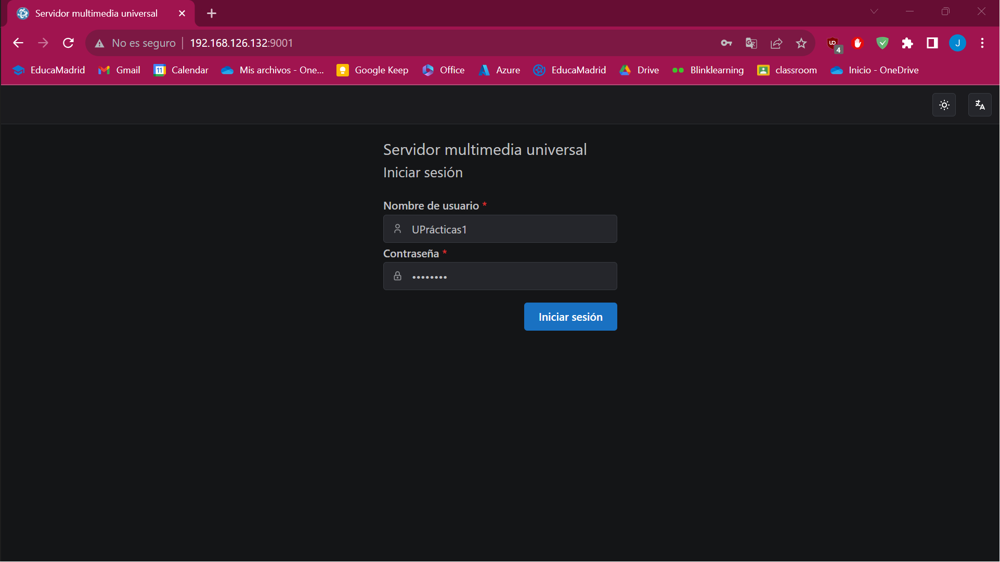 Servidor multimedia universal
No es seguro | 192.168.126.132:9001
4
J
EducaMadrid Gmail 11 Calendar Mis archivos - One... Google Keep Office Azure EducaMadrid Drive Blinklearning classroom Inicio - OneDrive
Servidor multimedia universal
Iniciar sesión
Nombre de usuario *
UPrácticas1
Contraseña *
••••••••
Iniciar sesión